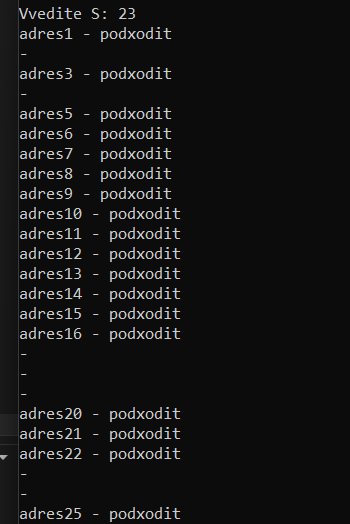 Vvedite S: 23
adres1 - podxodit
-
adres3 - podxodit
-
adres5 - podxodit
adres6 - podxodit
adres7 - podxodit
adres8 - podxodit
adres9 - podxodit
adres10 - podxodit
adres11 - podxodit
adres12 - podxodit
adres13 - podxodit
adres14 - podxodit
adres15 - podxodit
adres16 - podxodit
-
-
-
adres20 - podxodit
adres21 - podxodit
adres22 - podxodit
-
-
adres25 - podxodit